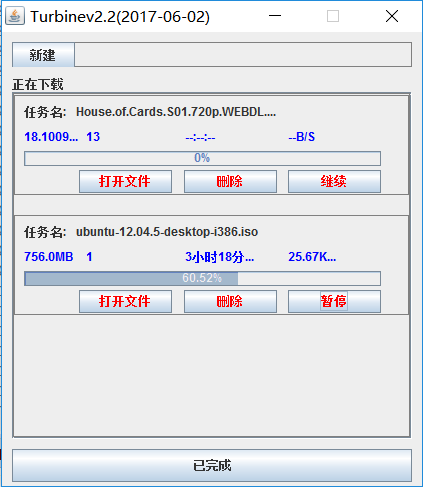 Turbinev2.2(2017-06-02)
新建
正在下载
任务名: House.of.Cards.S01.720p.WEBDL....
18.1009... 13 --:--:-- --B/S
0%
打开文件 删除 继续
任务名: ubuntu-12.04.5-desktop-i386.iso
756.0MB 1 3小时18分... 25.67K...
60.52%
打开文件 删除 暂停
已完成